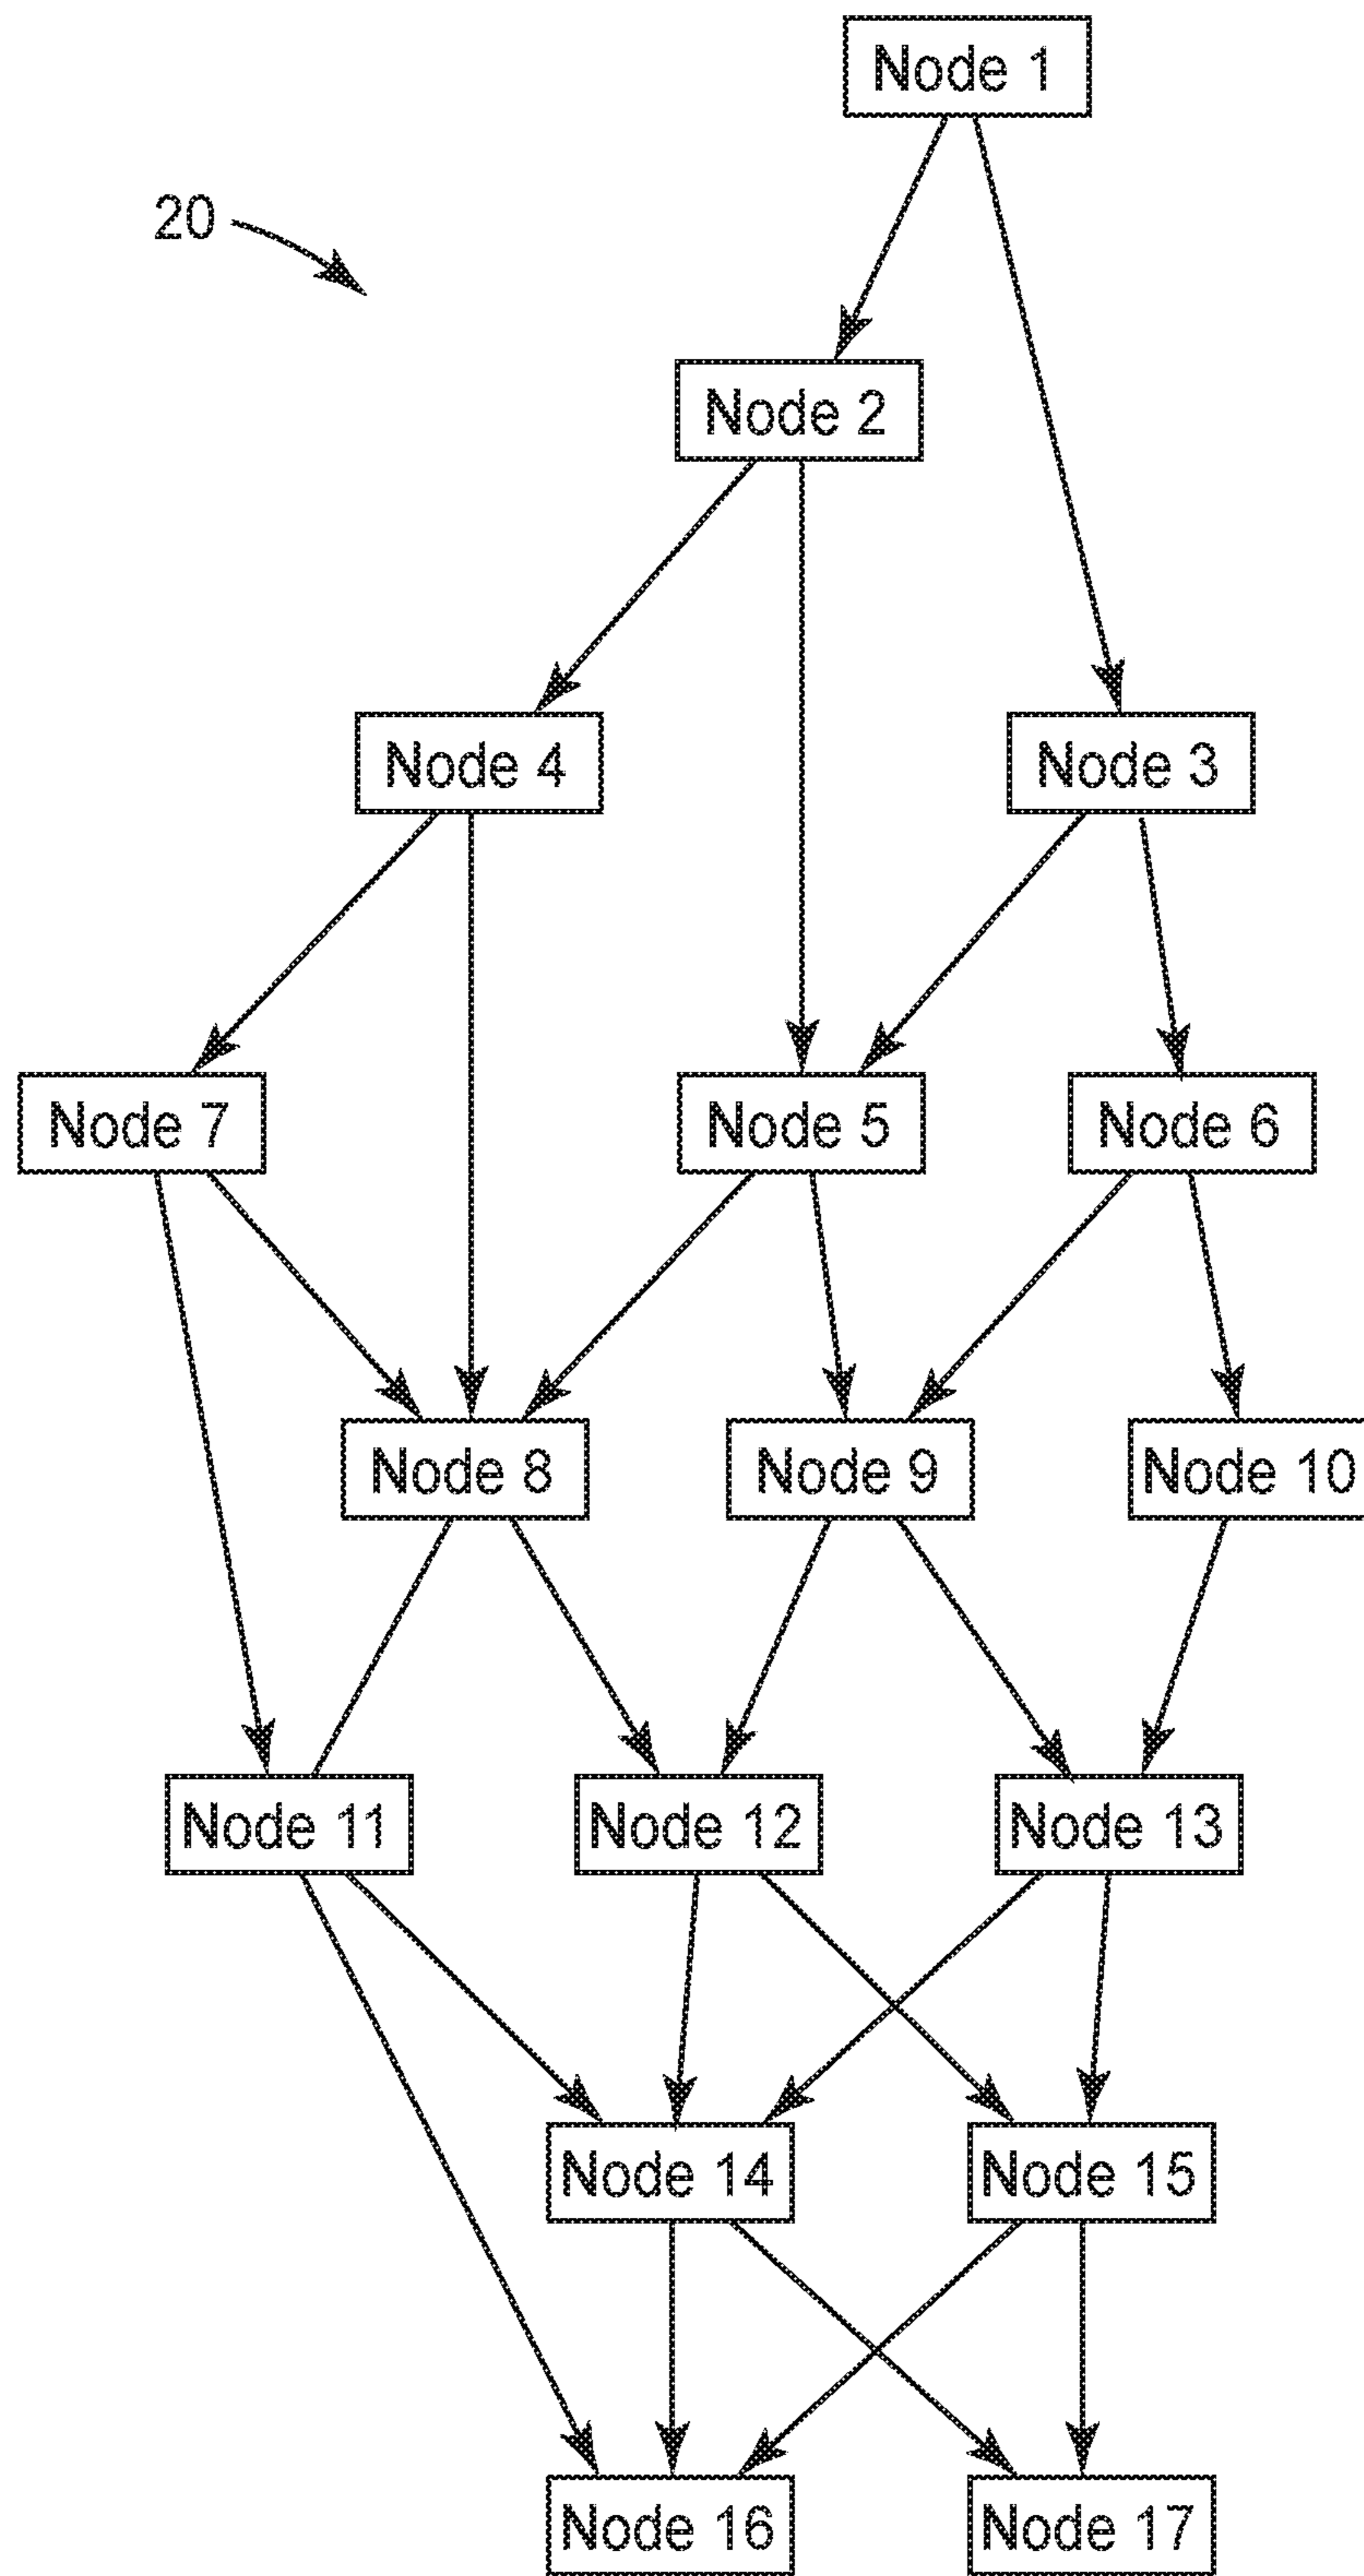 Node 1
20
Node 2
Node 4
Node 3
Node 7
Node 5
Node 6
Node 8
Node 9
Node 10
Node 11
Node 12
Node 13
Node 14
Node 15
Node 16
Node 17